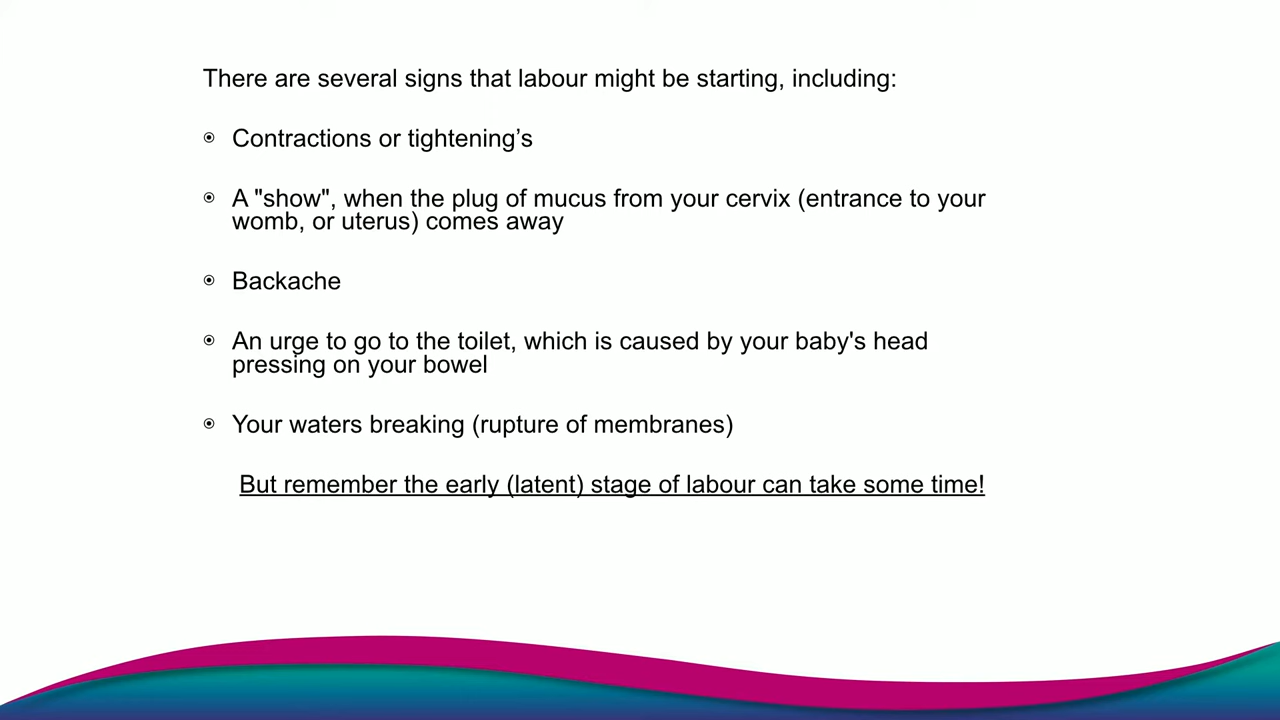 There are several signs that labour might be starting, including:
Contractions or tightening’s
A "show", when the plug of mucus from your cervix (entrance to your
womb, or uterus) comes away
Backache
An urge to go to the toilet, which is caused by your baby's head
pressing on your bowel
Your waters breaking (rupture of membranes)
But remember the early (latent) stage of labour can take some time!